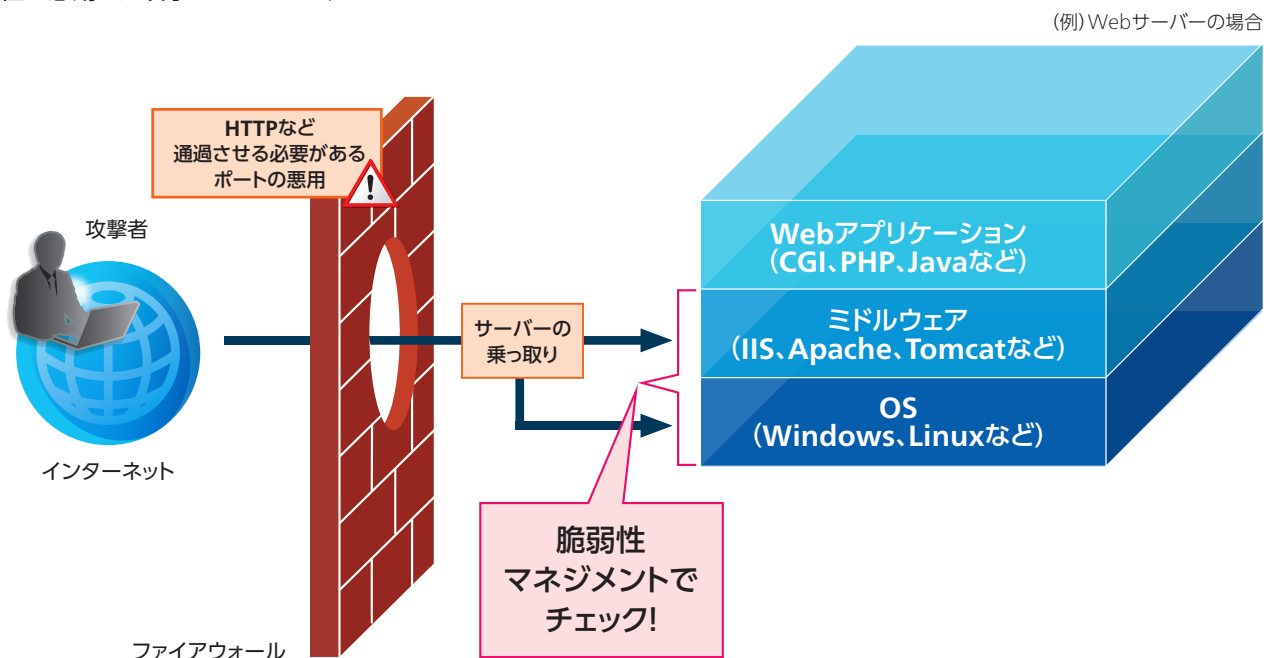 (例)Webサーバーの場合
HTTPなど
通過させる必要がある
ポートの悪用
攻撃者
インターネット
ファイアウォール
サーバーの
乗っ取り
Webアプリケーション
(CGI、PHP、Javaなど)
ミドルウェア
(IIS、Apache、Tomcatなど)
OS
(Windows、Linuxなど)
脆弱性
マネジメントで
チェック!